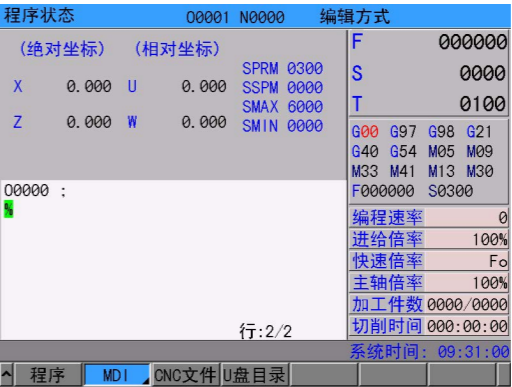 程序状态 O0001 N0000 编辑方式
(绝对坐标) (相对坐标)
SPRM 0300
X 0.000 U 0.000 SSPM 0000
SMAX 6000
Z 0.000 W 0.000 SMIN 0000
F 000000
S 0000
T 0100
G00 G97 G98 G21
G40 G54 M05 M09
M33 M41 M13 M30
F000000 S0300
O0000 ;
%
行:2/2
编程速率 0
进给倍率 100%
快速倍率 Fo
主轴倍率 100%
加工件数 0000/0000
切削时间 000:00:00
系统时间: 09:31:00
^ 程序 MDI CNC文件 U盘目录